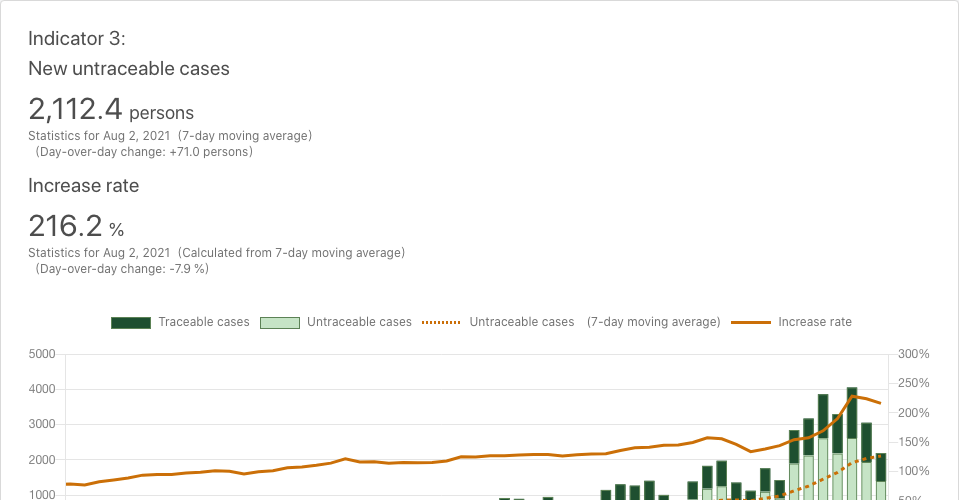 Indicator 3:
New untraceable cases
2,112.4 persons
Statistics for Aug 2, 2021 (7-day moving average)
(Day-over-day change: +71.0 persons)
Increase rate
216.2 %
Statistics for Aug 2, 2021 (Calculated from 7-day moving average)
(Day-over-day change: -7.9 %)
Traceable cases Untraceable cases Untraceable cases (7-day moving average) Increase rate
5000 300%
250%
4000
200%
3000
150%
2000
100%
1000
50%